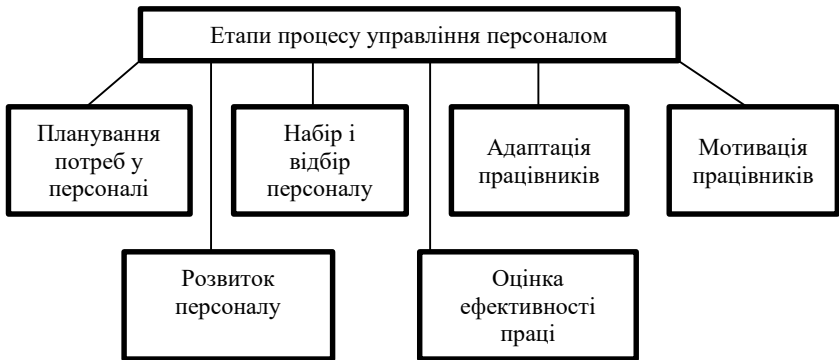 Етапи процесу управління персоналом
Планування
потреб у
персоналі
Набір і
відбір
персоналу
Адаптація
працівників
Мотивація
працівників
Розвиток
персоналу
Оцінка
ефективності
праці